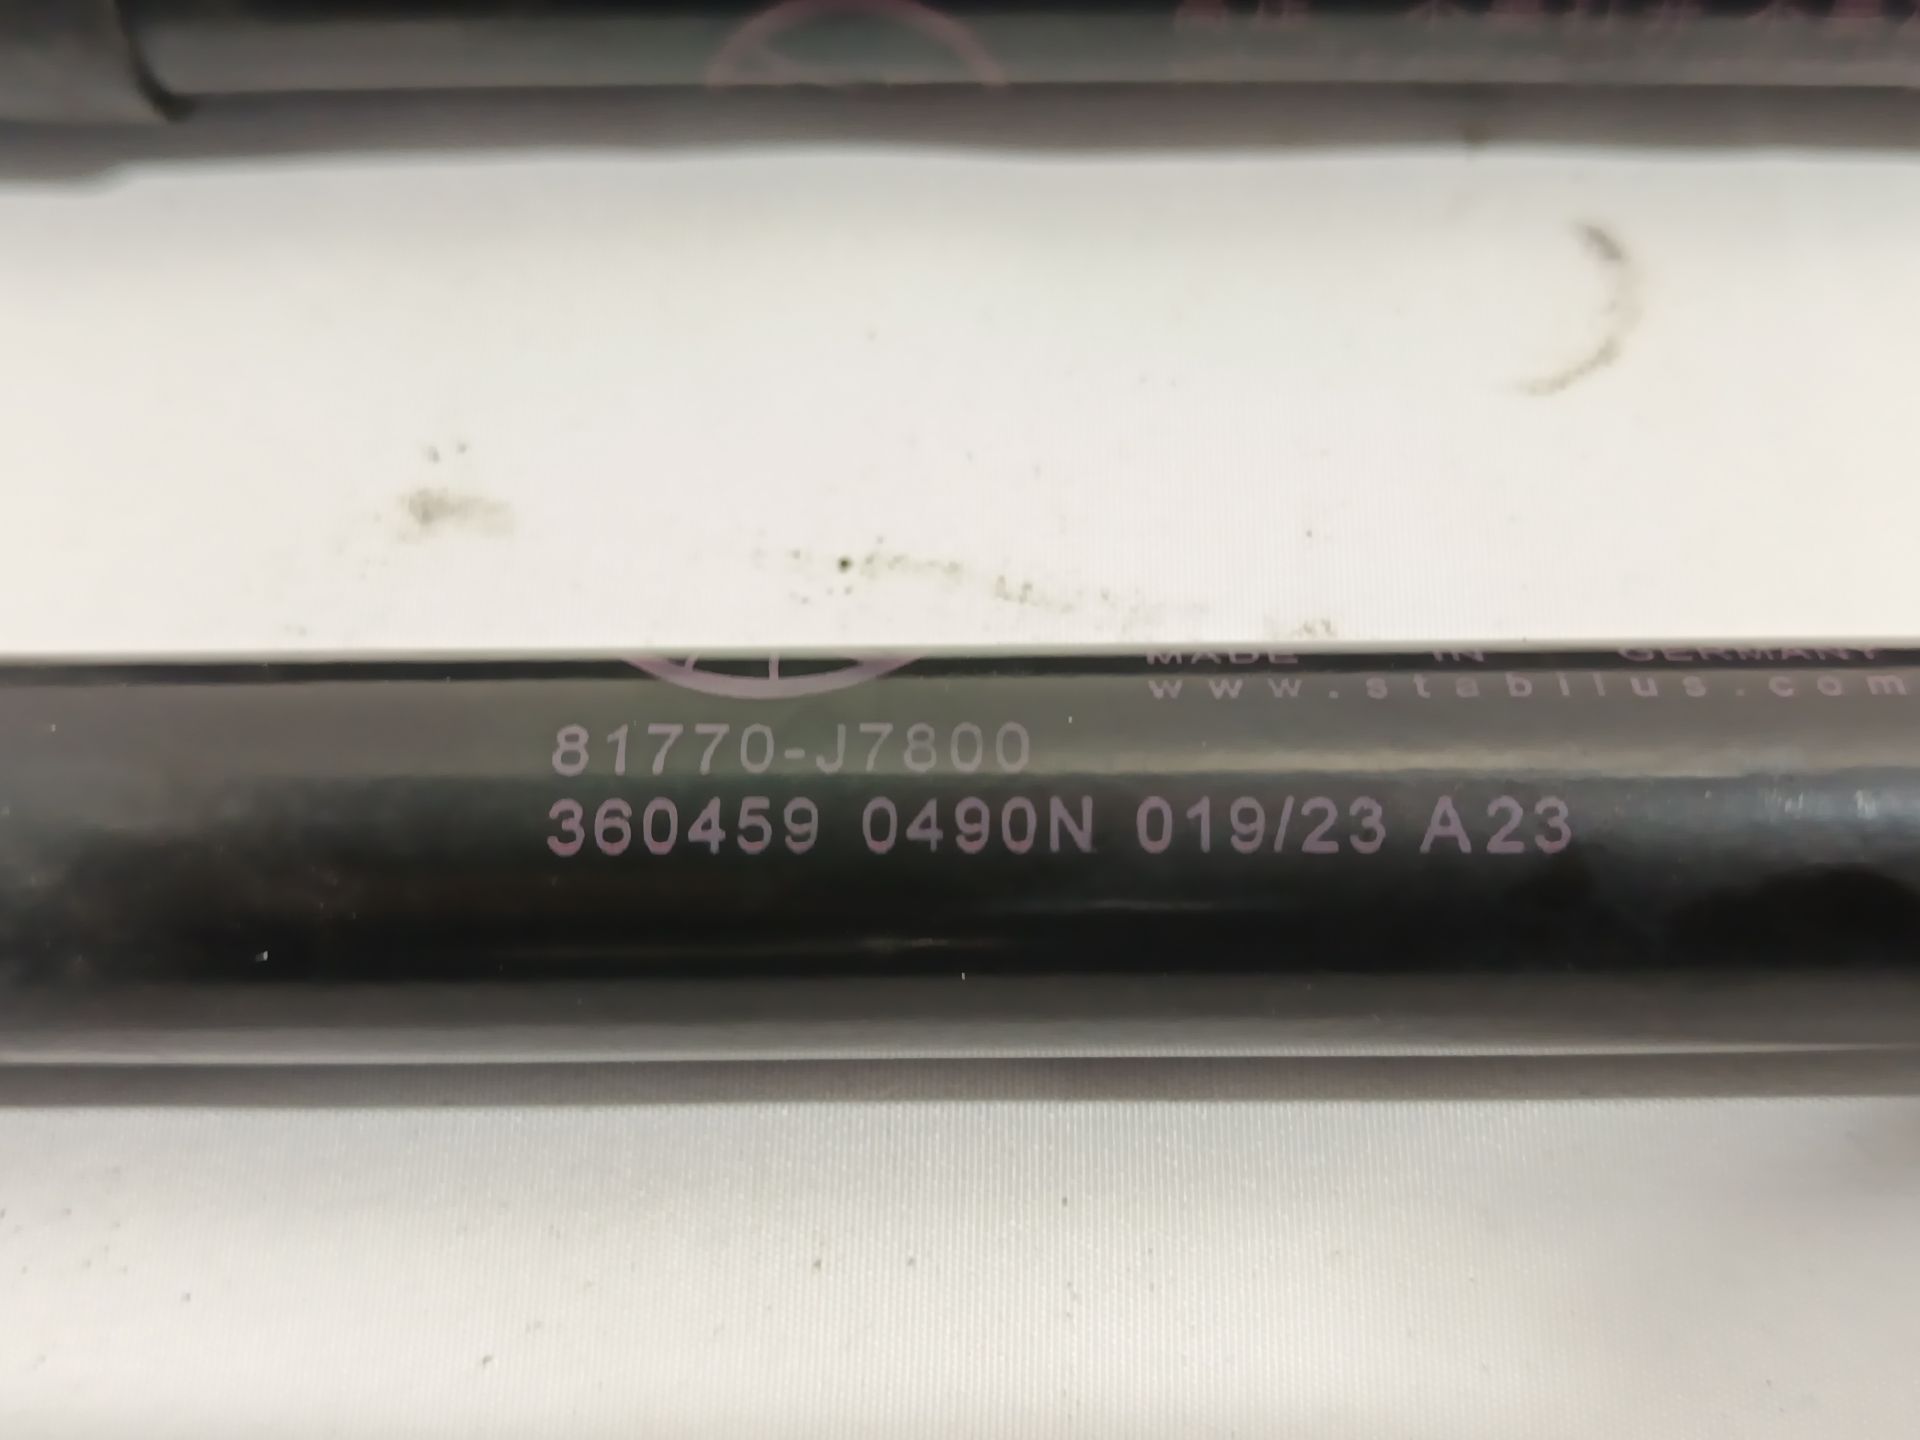 MADE IN GERMANY
www.stabilus.com
81770-J7800
360459 0490N 019/23 A23